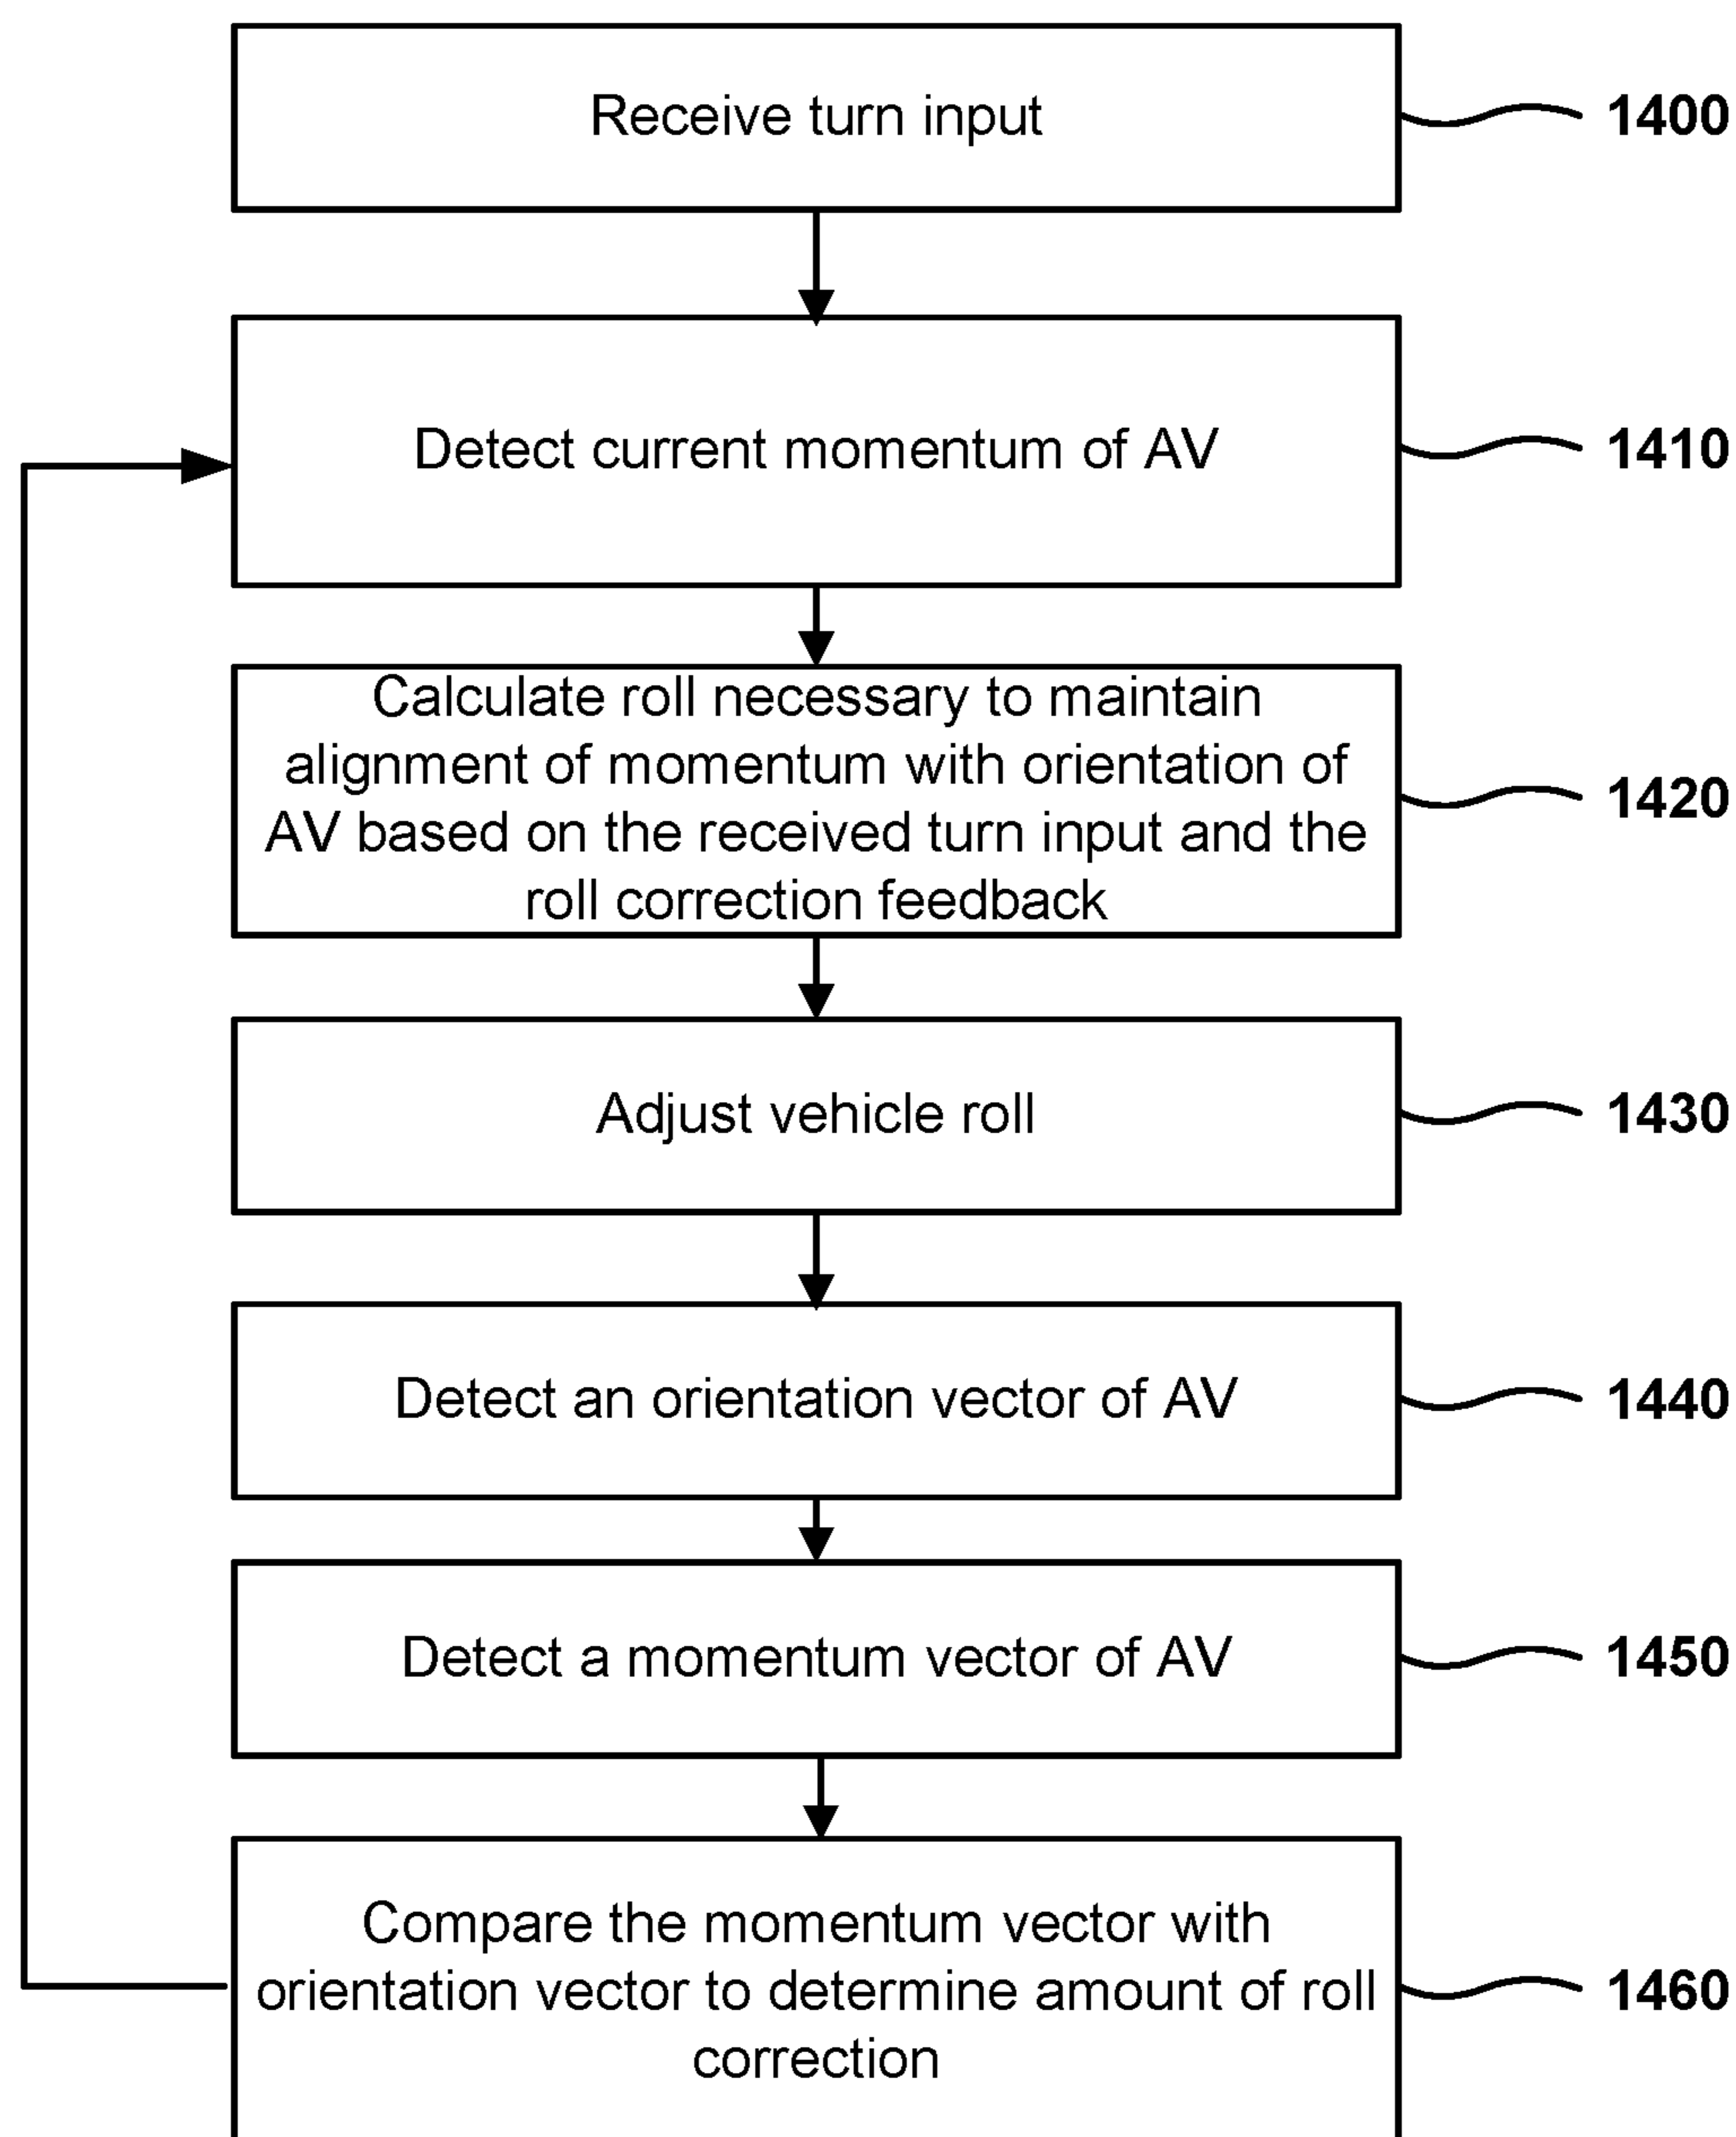 Receive turn input
1400
Detect current momentum of AV
1410
Calculate roll necessary to maintain
alignment of momentum with orientation of
AV based on the received turn input and the
roll correction feedback
1420
Adjust vehicle roll
1430
Detect an orientation vector of AV
1440
Detect a momentum vector of AV
1450
Compare the momentum vector with
orientation vector to determine amount of roll
correction
1460